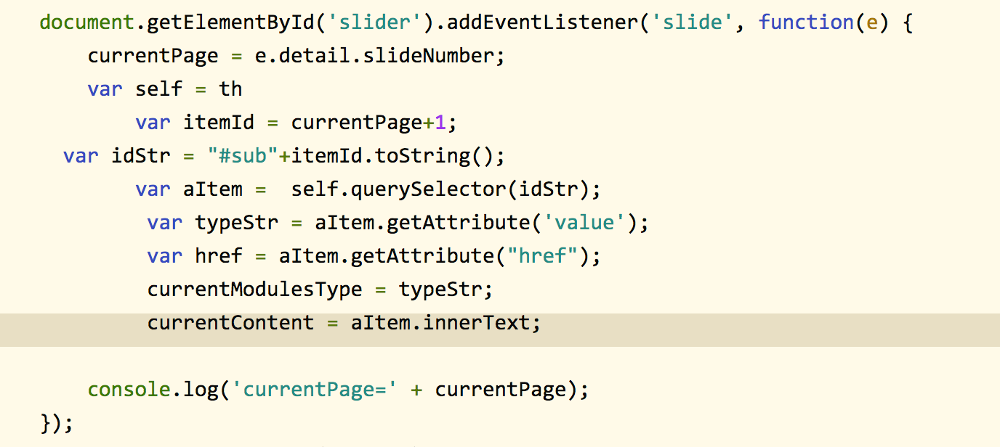 document.getElementById('slider').addEventListener('slide', function(e) {
currentPage = e.detail.slideNumber;
var self = th
var itemId = currentPage+1;
var idStr = "#sub"+itemId.toString();
var aItem =  self.querySelector(idStr);
var typeStr = aItem.getAttribute('value');
var href = aItem.getAttribute("href");
currentModulesType = typeStr;
currentContent = aItem.innerText;
console.log('currentPage=' + currentPage);
});